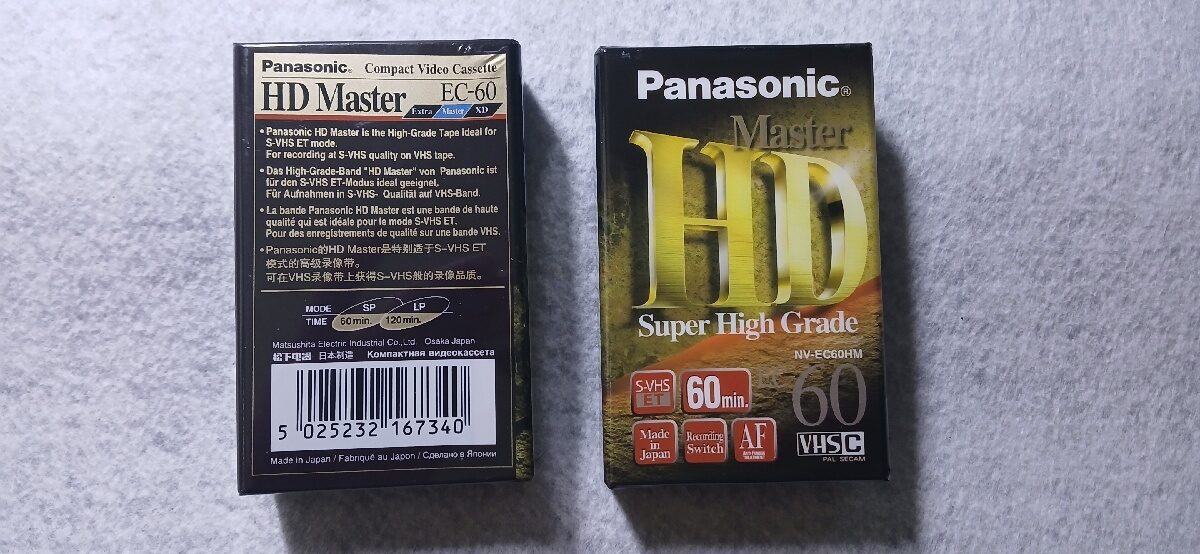 Panasonic® Compact Video Cassette
HD Master EC-60
Extra Master XD
• Panasonic HD Master is the High-Grade Tape ideal for
S-VHS ET mode.
For recording at S-VHS quality on VHS tape.
• Das High-Grade-Band "HD Master" von Panasonic ist
für den S-VHS ET-Modus ideal geeignet.
Für Aufnahmen in S-VHS- Qualität auf VHS-Band.
• La bande Panasonic HD Master est une bande de haute
qualité qui est idéale pour le mode S-VHS ET.
Pour des enregistrements de qualité sur une bande VHS.
• Panasonic的HD Master是特别适于S-VHS ET
模式的高级录像带。
可在VHS录像带上获得S-VHS般的录像品质。
MODE SP LP
TIME 60min. 120min.
Matsushita Electric Industrial Co.,Ltd. Osaka Japan
松下电器 日本制造 Компактная видеокассета
5 025232 167340
Made in Japan / Fabriqué au Japon / Сделано в Японии
Panasonic®
Master
HD
Super High Grade
NV-EC60HM
EC 60
S-VHS
ET
60min.
Made
in
Japan
Recording
Switch
AF
Anti-Fungus
TREATMENT
VHS C
PAL SECAM